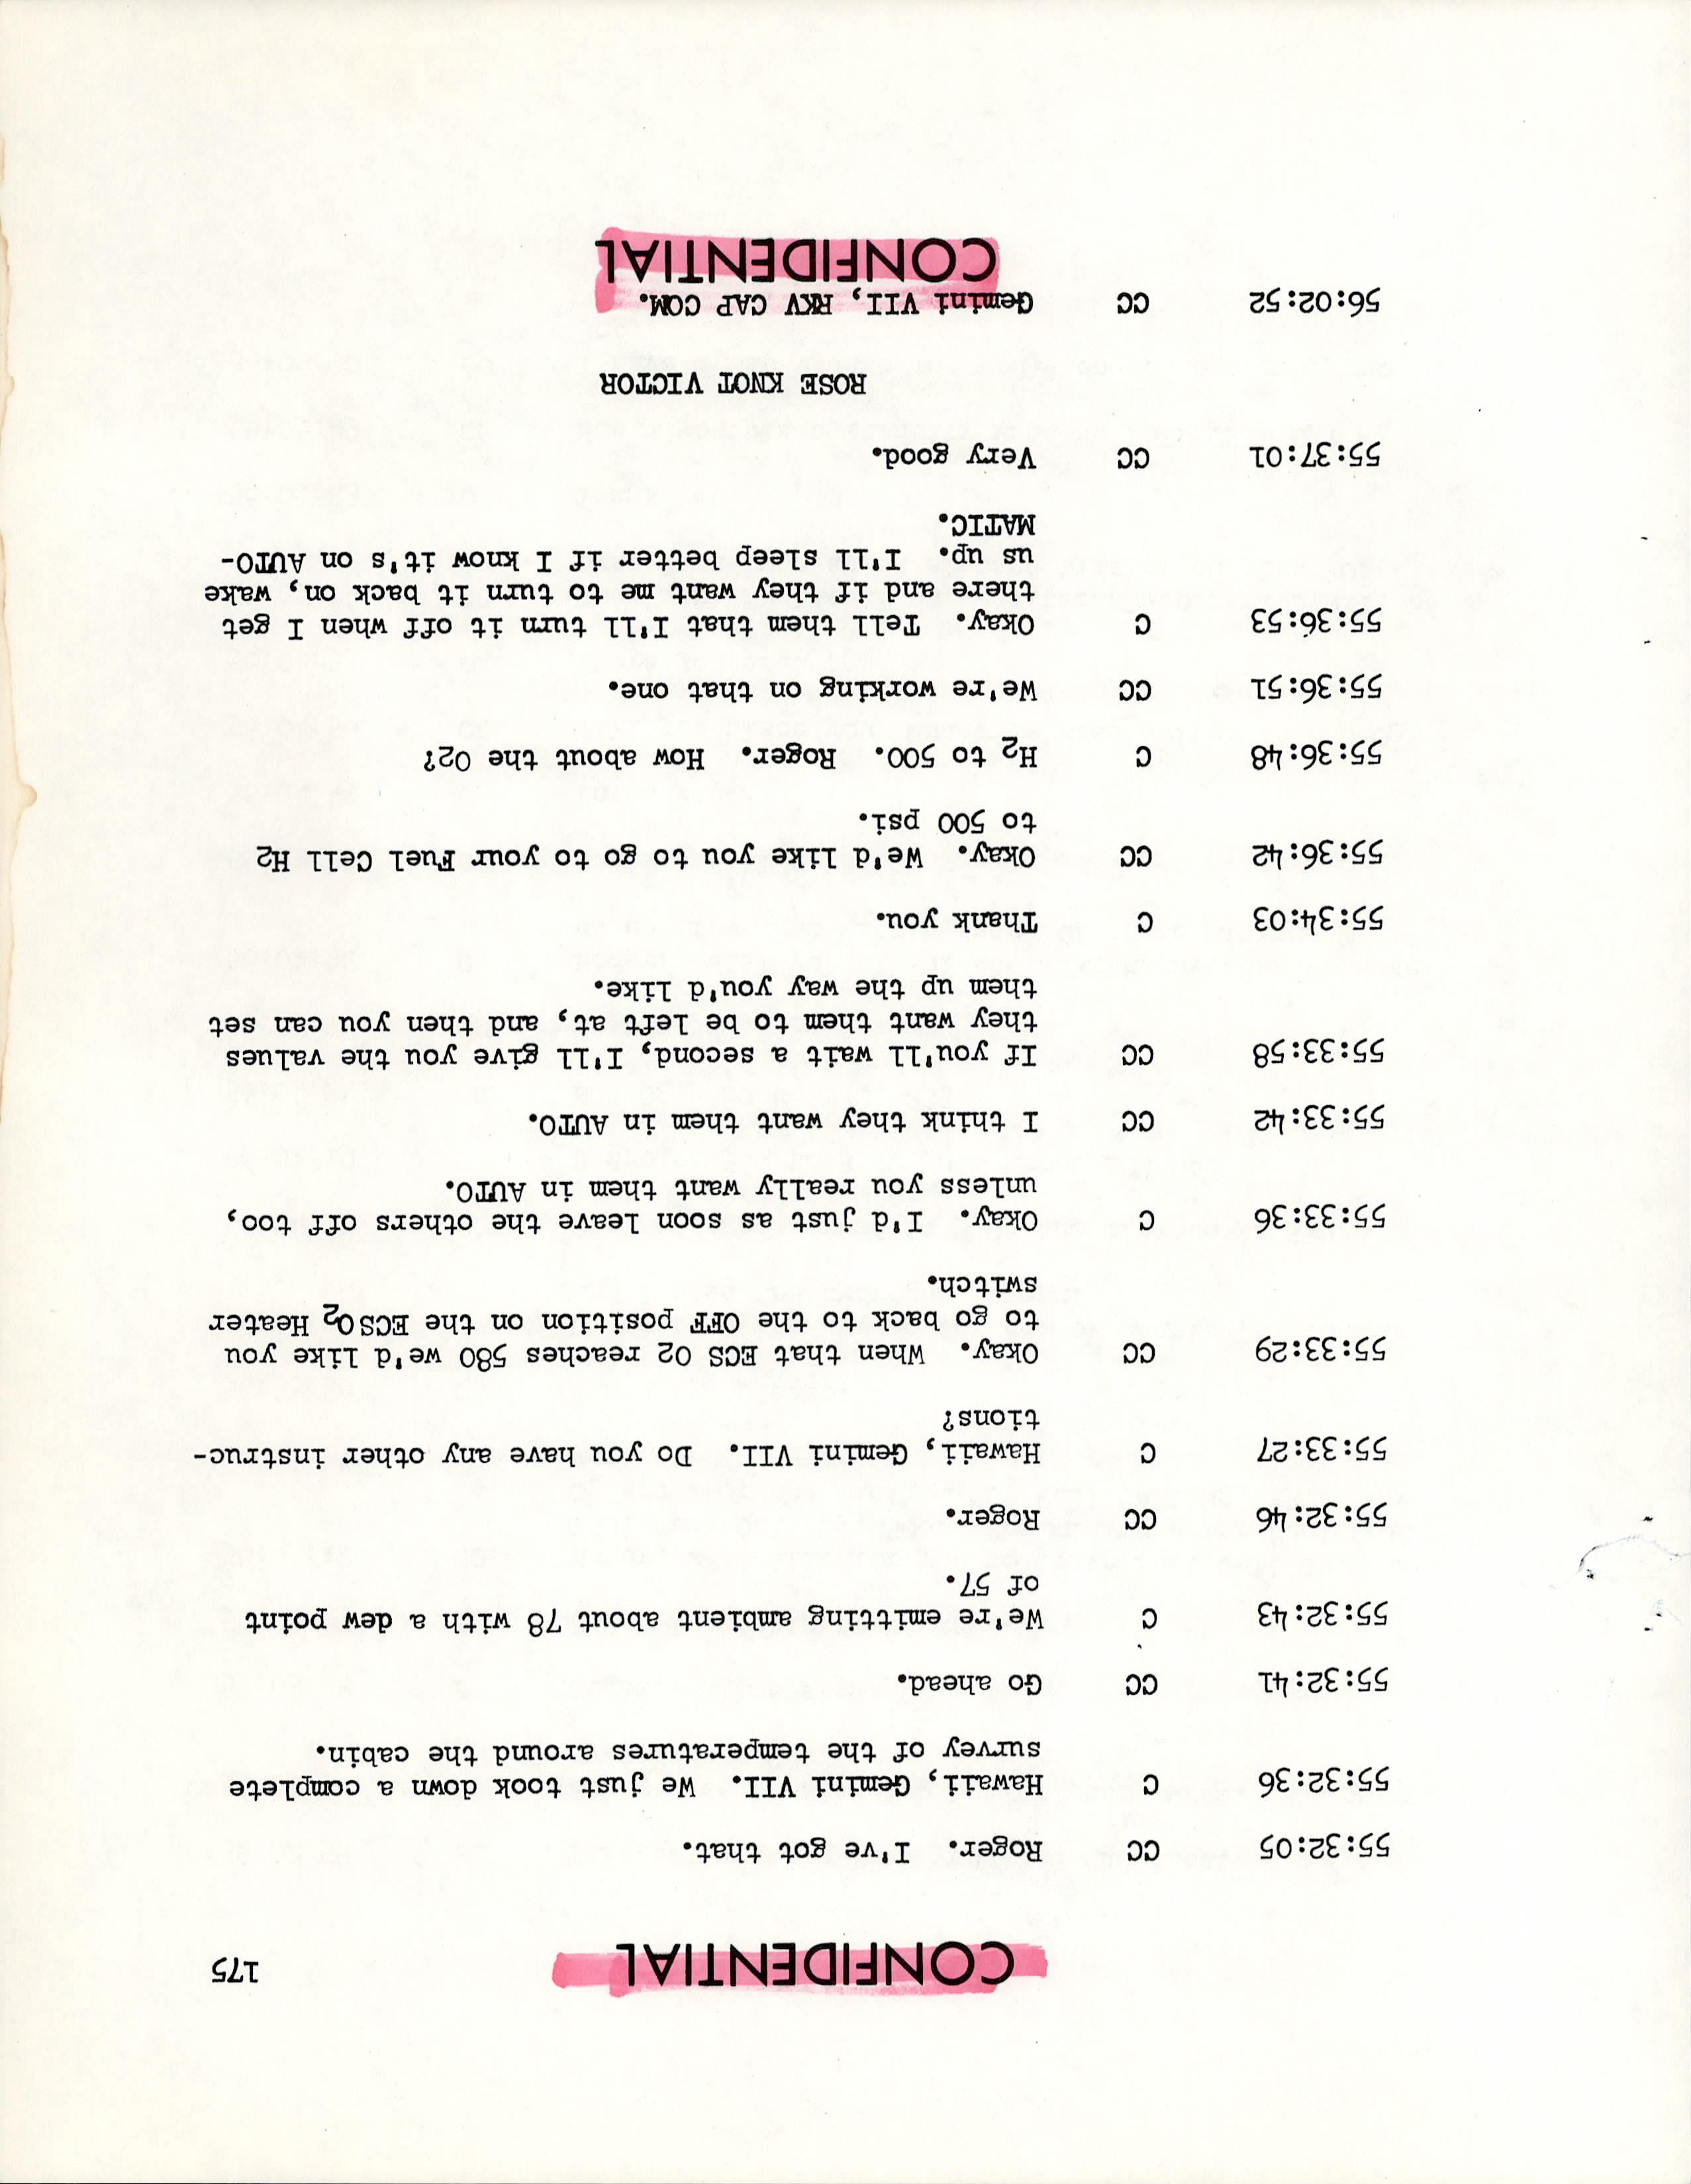 CONFIDENTIAL 175
55:32:05 CC Roger. I've got that.
55:32:36 C Hawaii, Gemini VII. We just took down a complete
survey of the temperatures around the cabin.
55:32:41 CC Go ahead.
55:32:43 C We're emitting ambient about 78 with a dew point
of 57.
55:32:46 CC Roger.
55:33:27 C Hawaii, Gemini VII. Do you have any other instruc-
tions?
55:33:29 CC Okay. When that ECS O2 reaches 580 we'd like you
to go back to the OFF position on the ECS O2 Heater
switch.
55:33:36 C Okay. I'd just as soon leave the others off too,
unless you really want them in AUTO.
55:33:42 CC I think they want them in AUTO.
55:33:58 CC If you'll wait a second, I'll give you the values
they want them to be left at, and then you can set
them up the way you'd like.
55:34:03 C Thank you.
55:36:42 CC Okay. We'd like you to go to your Fuel Cell H2
to 500 psi.
55:36:48 C H2 to 500. Roger. How about the O2?
55:36:51 CC We're working on that one.
55:36:53 C Okay. Tell them that I'll turn it off when I get
there and if they want me to turn it back on, wake
us up. I'll sleep better if I know it's on AUTO-
MATIC.
55:37:01 CC Very good.
ROSE KNOT VICTOR
56:02:52 CC Gemini VII, RKV CAP COM.
CONFIDENTIAL